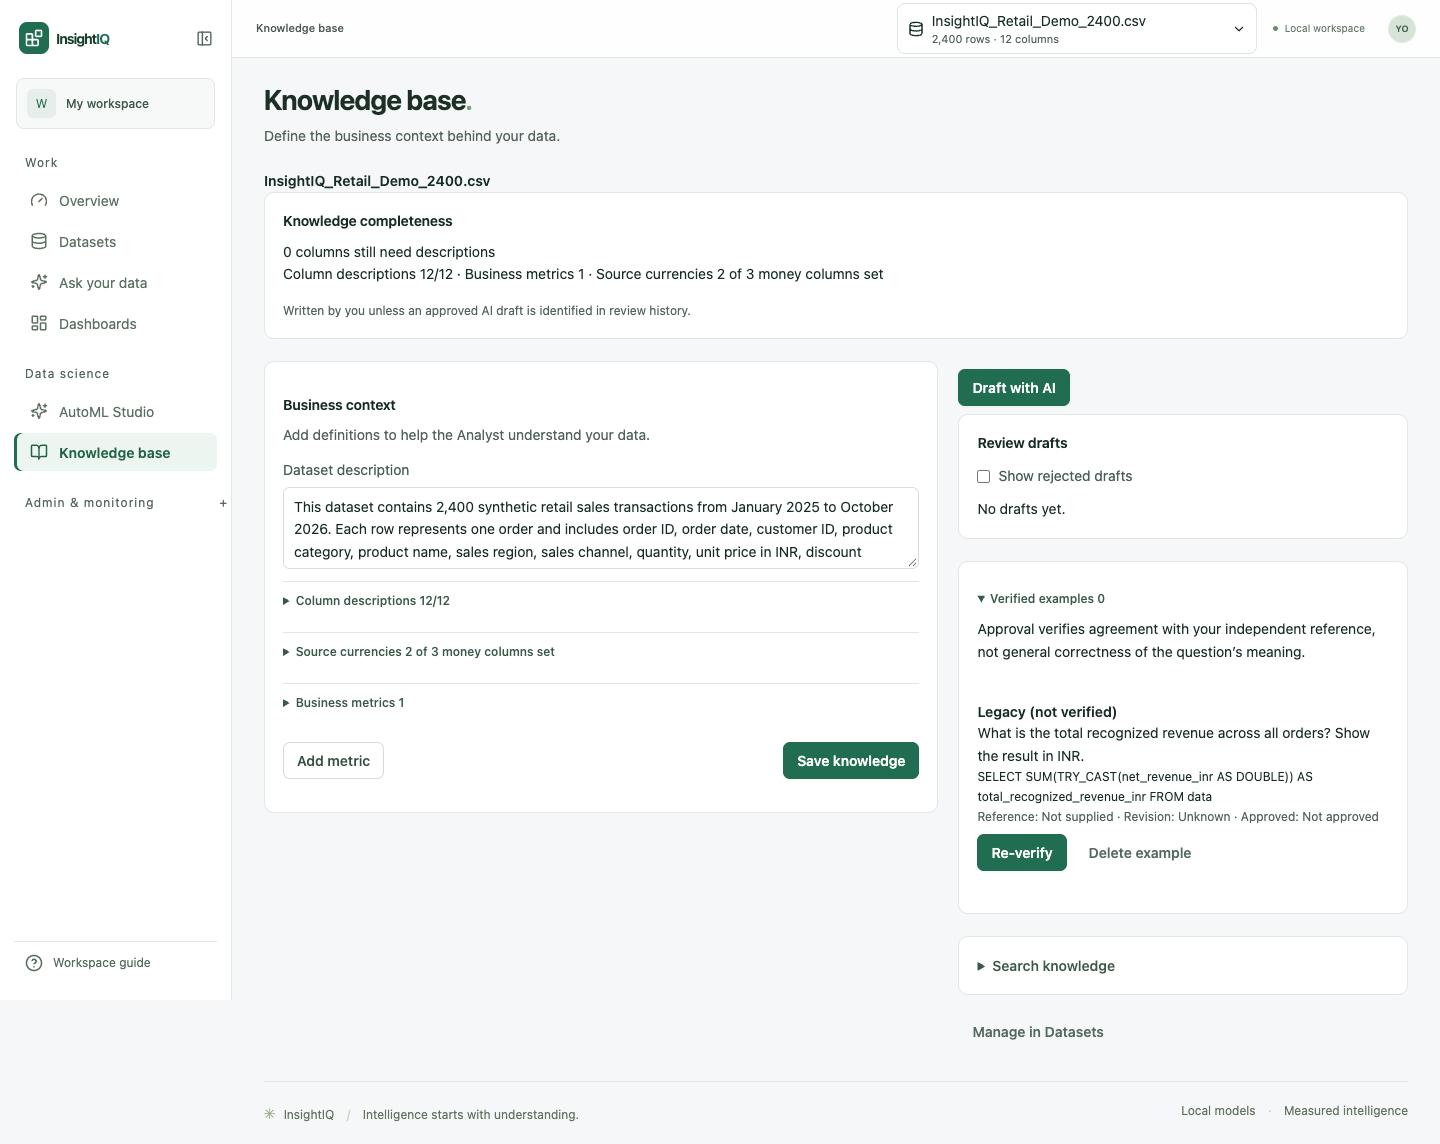 InsightIQ
W My workspace
Work
Overview
Datasets
Ask your data
Dashboards
Data science
AutoML Studio
Knowledge base
Admin & monitoring +
Workspace guide
Knowledge base
InsightIQ_Retail_Demo_2400.csv
2,400 rows · 12 columns
Local workspace
YO
Knowledge base.
Define the business context behind your data.
InsightIQ_Retail_Demo_2400.csv
Knowledge completeness
0 columns still need descriptions
Column descriptions 12/12 · Business metrics 1 · Source currencies 2 of 3 money columns set
Written by you unless an approved AI draft is identified in review history.
Business context
Add definitions to help the Analyst understand your data.
Dataset description
This dataset contains 2,400 synthetic retail sales transactions from January 2025 to October
2026. Each row represents one order and includes order ID, order date, customer ID, product
category, product name, sales region, sales channel, quantity, unit price in INR, discount
Column descriptions 12/12
Source currencies 2 of 3 money columns set
Business metrics 1
Add metric
Save knowledge
Draft with AI
Review drafts
Show rejected drafts
No drafts yet.
Verified examples 0
Approval verifies agreement with your independent reference,
not general correctness of the question’s meaning.
Legacy (not verified)
What is the total recognized revenue across all orders? Show
the result in INR.
SELECT SUM(TRY_CAST(net_revenue_inr AS DOUBLE)) AS
total_recognized_revenue_inr FROM data
Reference: Not supplied · Revision: Unknown · Approved: Not approved
Re-verify
Delete example
Search knowledge
Manage in Datasets
InsightIQ / Intelligence starts with understanding.
Local models · Measured intelligence